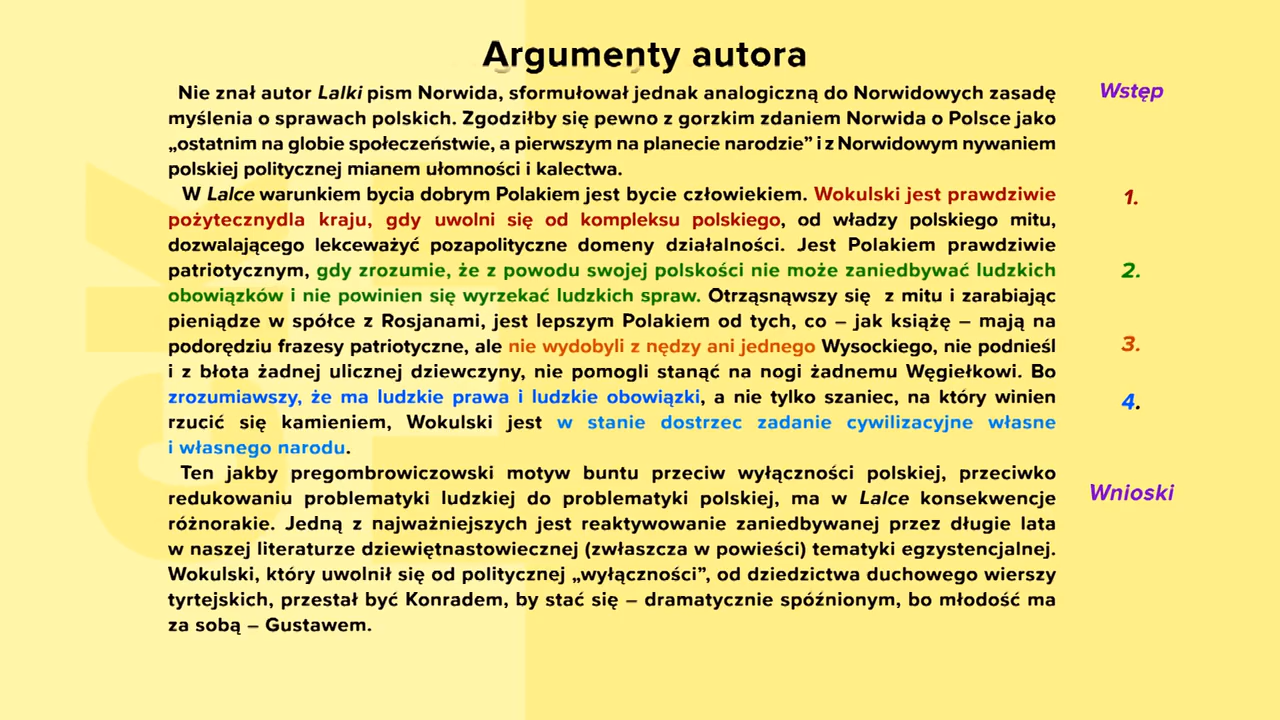 Argumenty autora
Nie znał autor Lalki pism Norwida, sformułował jednak analogiczną do Norwidowych zasadę
Wstęp
myślenia o sprawach polskich. Zgodziłby się pewno z gorzkim zdaniem Norwida o Polsce jako
„ostatnim na globie społeczeństwie, a pierwszym na planecie narodzie” i z Norwidowym nywaniem
polskiej politycznej mianem ułomności i kalectwa.
W Lalce warunkiem bycia dobrym Polakiem jest bycie człowiekiem. Wokulski jest prawdziwie
1.
pożytecznydla kraju, gdy uwolni się od kompleksu polskiego, od władzy polskiego mitu,
dozwalającego lekceważyć pozapolityczne domeny działalności. Jest Polakiem prawdziwie
patriotycznym, gdy zrozumie, że z powodu swojej polskości nie może zaniedbywać ludzkich
2.
obowiązków i nie powinien się wyrzekać ludzkich spraw. Otrząsnąwszy się z mitu i zarabiając
pieniądze w spółce z Rosjanami, jest lepszym Polakiem od tych, co – jak książę – mają na
podorędziu frazesy patriotyczne, ale nie wydobyli z nędzy ani jednego Wysockiego, nie podnieśl
3.
i z błota żadnej ulicznej dziewczyny, nie pomogli stanąć na nogi żadnemu Węgiełkowi. Bo
zrozumiawszy, że ma ludzkie prawa i ludzkie obowiązki, a nie tylko szaniec, na który winien
4.
rzucić się kamieniem, Wokulski jest w stanie dostrzec zadanie cywilizacyjne własne
i własnego narodu.
Ten jakby pregombrowiczowski motyw buntu przeciw wyłączności polskiej, przeciwko
redukowaniu problematyki ludzkiej do problematyki polskiej, ma w Lalce konsekwencje
Wnioski
różnorakie. Jedną z najważniejszych jest reaktywowanie zaniedbywanej przez długie lata
w naszej literaturze dziewiętnastowiecznej (zwłaszcza w powieści) tematyki egzystencjalnej.
Wokulski, który uwolnił się od politycznej „wyłączności”, od dziedzictwa duchowego wierszy
tyrtejskich, przestał być Konradem, by stać się – dramatycznie spóźnionym, bo młodość ma
za sobą – Gustawem.